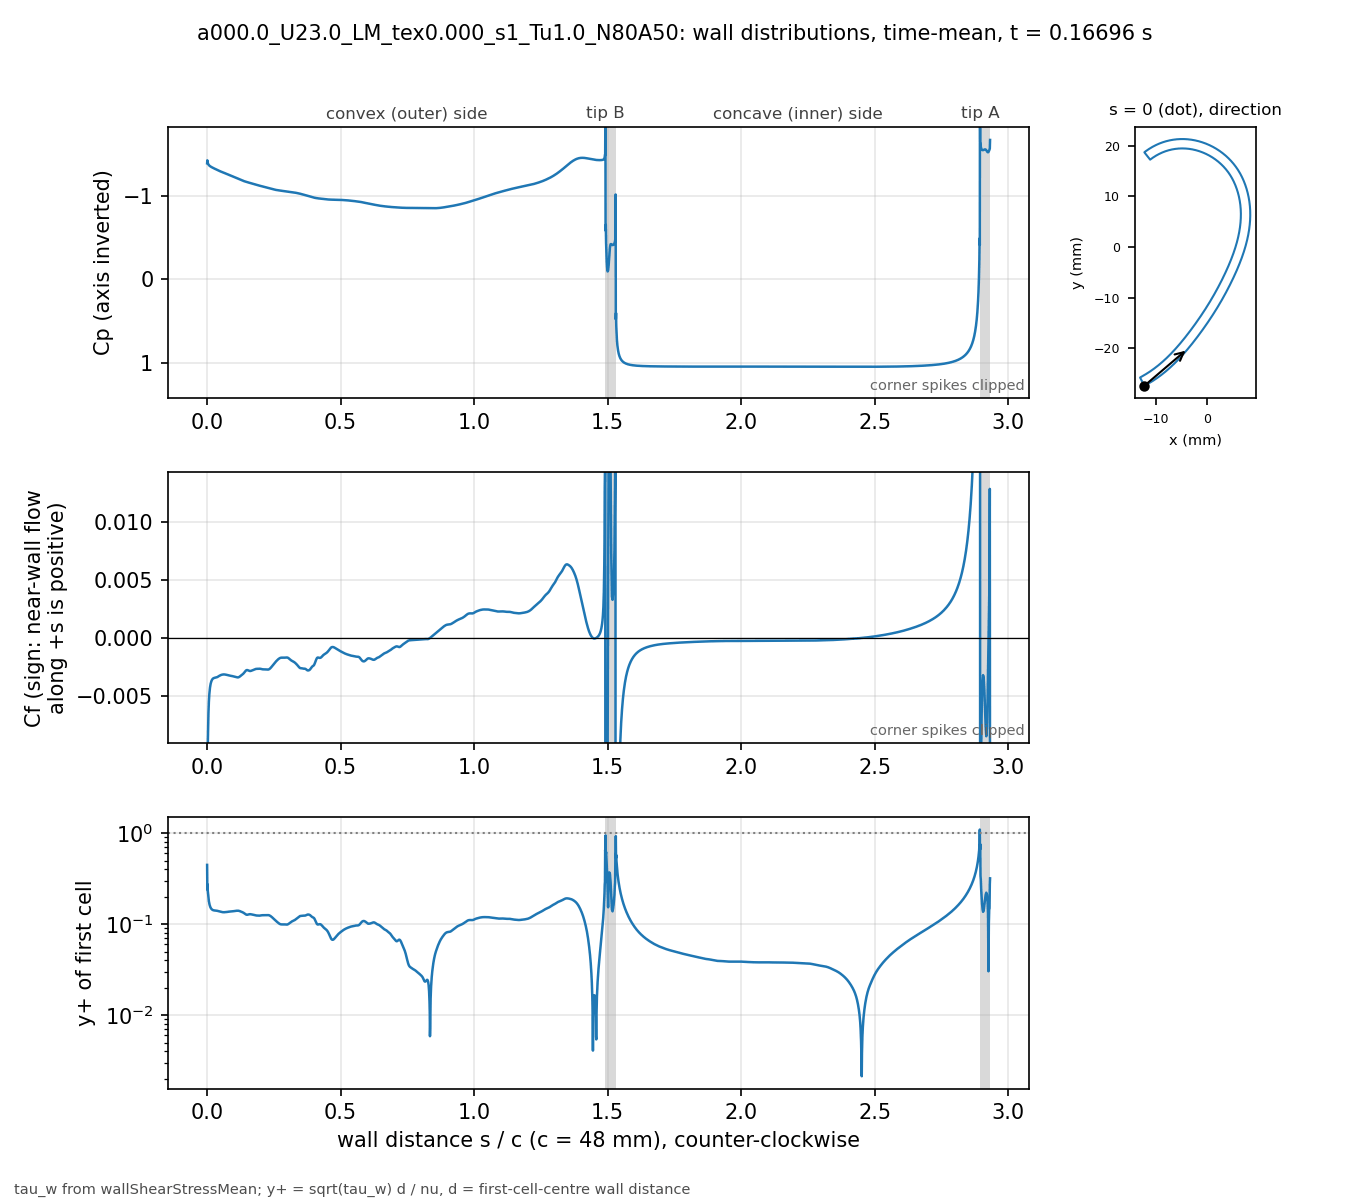 a000.0_U23.0_LM_tex0.000_s1_Tu1.0_N80A50: wall distributions, time-mean, t = 0.16696 s
convex (outer) side
tip B
concave (inner) side
tip A
s = 0 (dot), direction
Cp (axis inverted)
−1
0
1
corner spikes clipped
0.0 0.5 1.0 1.5 2.0 2.5 3.0
y (mm)
20
10
0
−10
−20
−10 0
x (mm)
Cf (sign: near-wall flow
along +s is positive)
0.010
0.005
0.000
−0.005
corner spikes clipped
0.0 0.5 1.0 1.5 2.0 2.5 3.0
y+ of first cell
10⁰
10⁻¹
10⁻²
0.0 0.5 1.0 1.5 2.0 2.5 3.0
wall distance s / c (c = 48 mm), counter-clockwise
tau_w from wallShearStressMean; y+ = sqrt(tau_w) d / nu, d = first-cell-centre wall distance